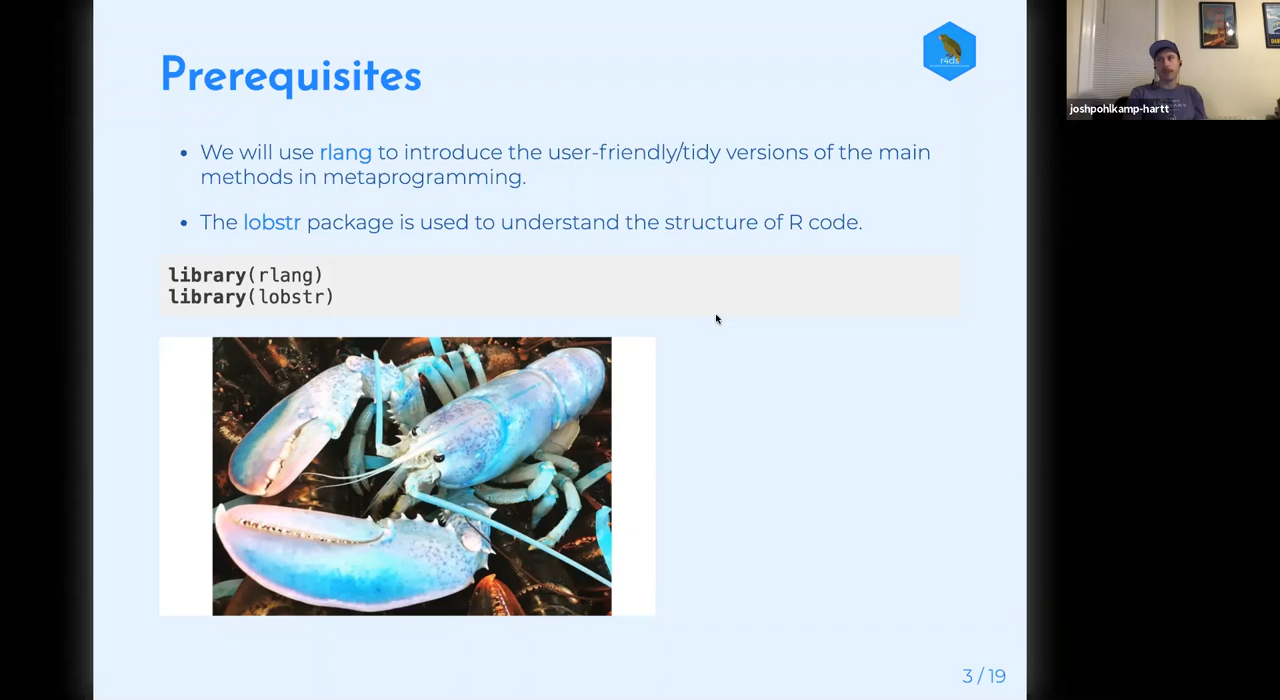 Prerequisites
r4ds
We will use rlang to introduce the user-friendly/tidy versions of the main
methods in metaprogramming.
The lobstr package is used to understand the structure of R code.
library(rlang)
library(lobstr)
3 / 19
joshpohlkamp-hartt